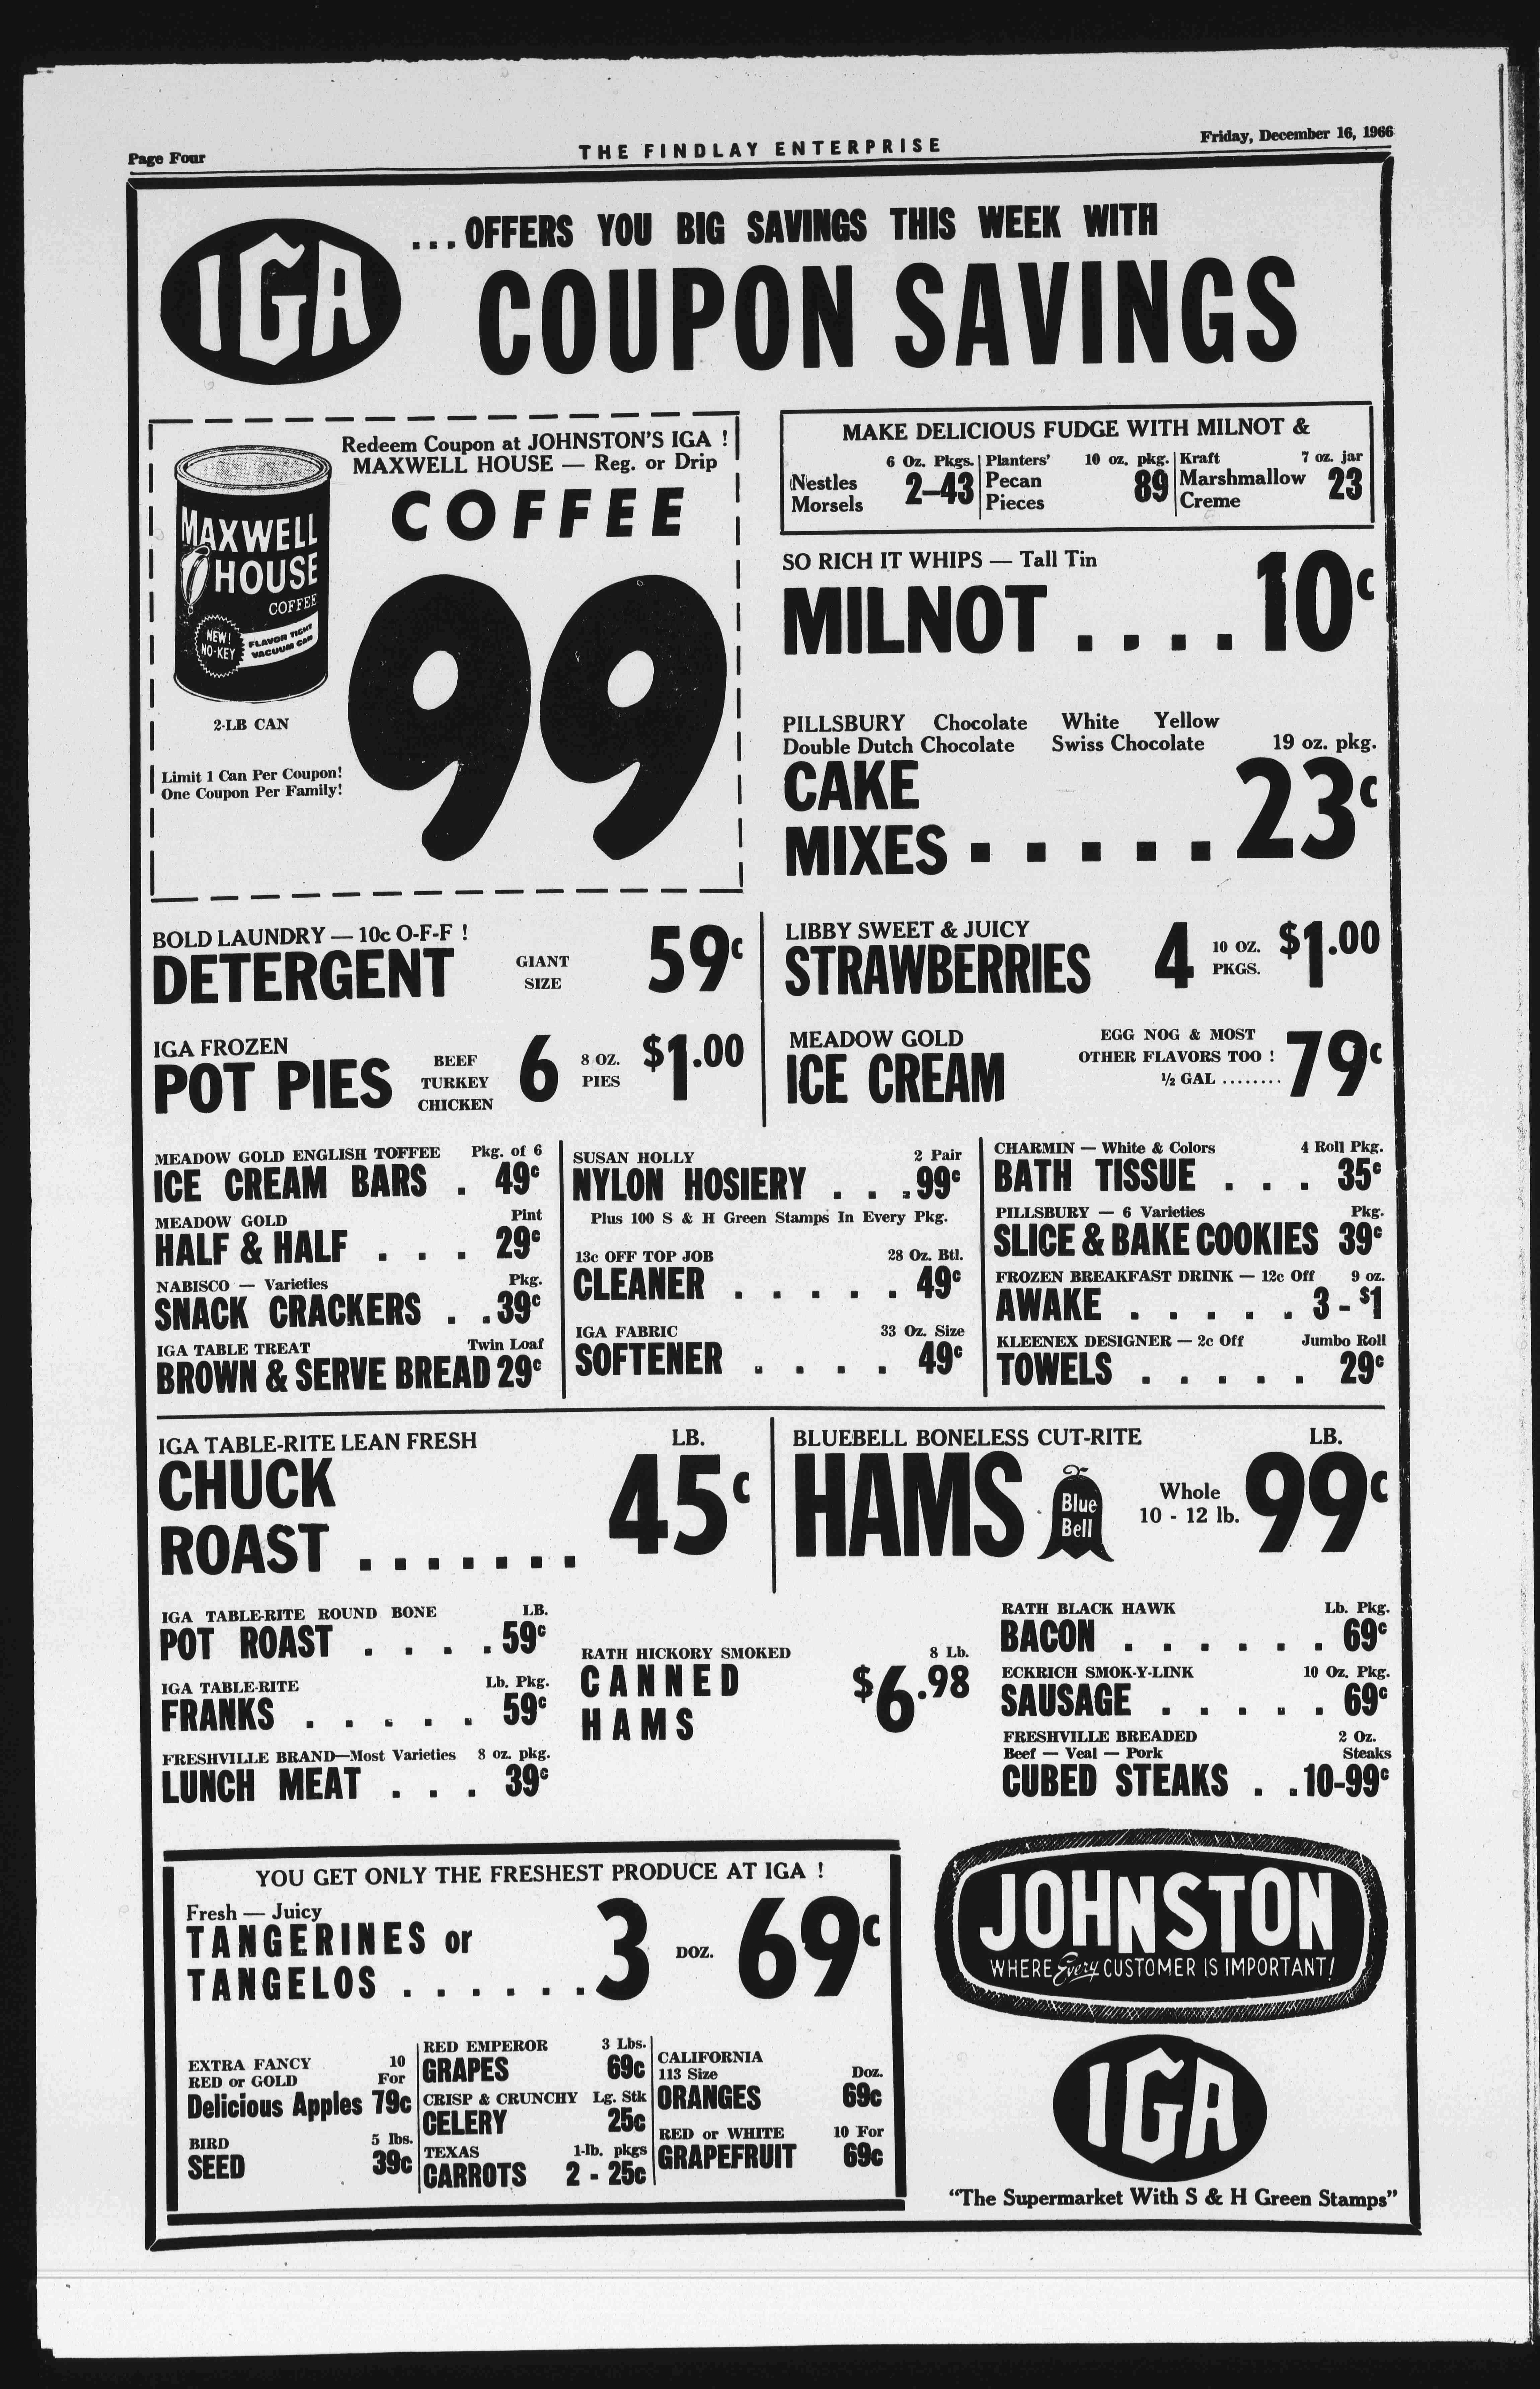 Page Four
THE FINDLAY ENTERPRISE
Friday, December 16, 1966
IGA
...OFFERS YOU BIG SAVINGS THIS WEEK WITH
COUPON SAVINGS
Redeem Coupon at JOHNSTON'S IGA !
MAXWELL HOUSE — Reg. or Drip
COFFEE
99
MAXWELL
HOUSE
COFFEE
NEW!
NO-KEY
FLAVOR TIGHT
VACUUM CAN
2-LB CAN
Limit 1 Can Per Coupon!
One Coupon Per Family!
MAKE DELICIOUS FUDGE WITH MILNOT &
6 Oz. Pkgs.
Nestles
Morsels
2–43
Planters' 10 oz. pkg.
Pecan
Pieces
89
Kraft 7 oz. jar
Marshmallow
Creme
23
SO RICH IT WHIPS — Tall Tin
MILNOT . . . . 10c
PILLSBURY Chocolate White Yellow
Double Dutch Chocolate Swiss Chocolate 19 oz. pkg.
CAKE
MIXES . . . . . 23c
BOLD LAUNDRY — 10c O-F-F !
DETERGENT
GIANT
SIZE
59c
LIBBY SWEET & JUICY
STRAWBERRIES 4
10 OZ.
PKGS.
$1.00
IGA FROZEN
POT PIES
BEEF
TURKEY
CHICKEN
6
8 OZ.
PIES
$1.00
MEADOW GOLD
ICE CREAM
EGG NOG & MOST
OTHER FLAVORS TOO !
½ GAL ........
79c
MEADOW GOLD ENGLISH TOFFEE Pkg. of 6
ICE CREAM BARS . 49c
MEADOW GOLD Pint
HALF & HALF . . . 29c
NABISCO — Varieties Pkg.
SNACK CRACKERS . . 39c
IGA TABLE TREAT Twin Loaf
BROWN & SERVE BREAD 29c
SUSAN HOLLY 2 Pair
NYLON HOSIERY . . . 99c
Plus 100 S & H Green Stamps In Every Pkg.
13c OFF TOP JOB 28 Oz. Btl.
CLEANER . . . . . 49c
IGA FABRIC 33 Oz. Size
SOFTENER . . . . 49c
CHARMIN — White & Colors 4 Roll Pkg.
BATH TISSUE . . . 35c
PILLSBURY — 6 Varieties Pkg.
SLICE & BAKE COOKIES 39c
FROZEN BREAKFAST DRINK — 12c Off 9 oz.
AWAKE . . . . . . 3 - $1
KLEENEX DESIGNER — 2c Off Jumbo Roll
TOWELS . . . . . 29c
IGA TABLE-RITE LEAN FRESH LB.
CHUCK
ROAST . . . . . . . 45c
BLUEBELL BONELESS CUT-RITE LB.
HAMS
Blue
Bell
Whole
10 - 12 lb.
99c
IGA TABLE-RITE ROUND BONE LB.
POT ROAST . . . . 59c
IGA TABLE-RITE Lb. Pkg.
FRANKS . . . . . 59c
FRESHVILLE BRAND—Most Varieties 8 oz. pkg.
LUNCH MEAT . . . 39c
RATH HICKORY SMOKED 8 Lb.
CANNED
HAMS
$6.98
RATH BLACK HAWK Lb. Pkg.
BACON . . . . . . 69c
ECKRICH SMOK-Y-LINK 10 Oz. Pkg.
SAUSAGE . . . . . 69c
FRESHVILLE BREADED 2 Oz.
Beef — Veal — Pork Steaks
CUBED STEAKS . . 10-99c
YOU GET ONLY THE FRESHEST PRODUCE AT IGA !
Fresh — Juicy
TANGERINES or
TANGELOS . . . . . . 3 DOZ. 69c
EXTRA FANCY 10
RED or GOLD For
Delicious Apples 79c
BIRD 5 lbs.
SEED 39c
RED EMPEROR 3 Lbs.
GRAPES 69c
CRISP & CRUNCHY Lg. Stk
CELERY 25c
TEXAS 1-lb. pkgs
CARROTS 2 - 25c
CALIFORNIA
113 Size Doz.
ORANGES 69c
RED or WHITE 10 For
GRAPEFRUIT 69c
JOHNSTON
WHERE Every CUSTOMER IS IMPORTANT!
IGA
"The Supermarket With S & H Green Stamps"